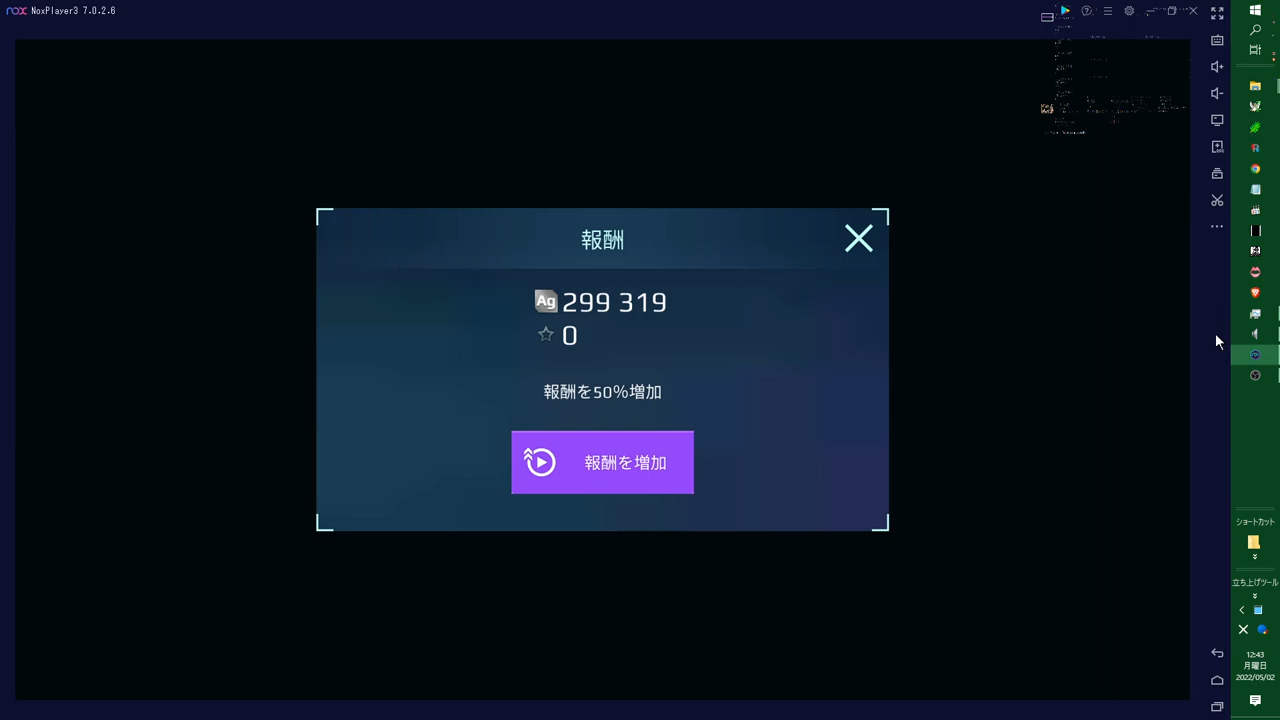 nox NoxPlayer3 7.0.2.6
報酬
Ag 299 319
0
報酬を50%増加
報酬を増加
ショートカット
立ち上げツール
12:43
月曜日
2022/05/02